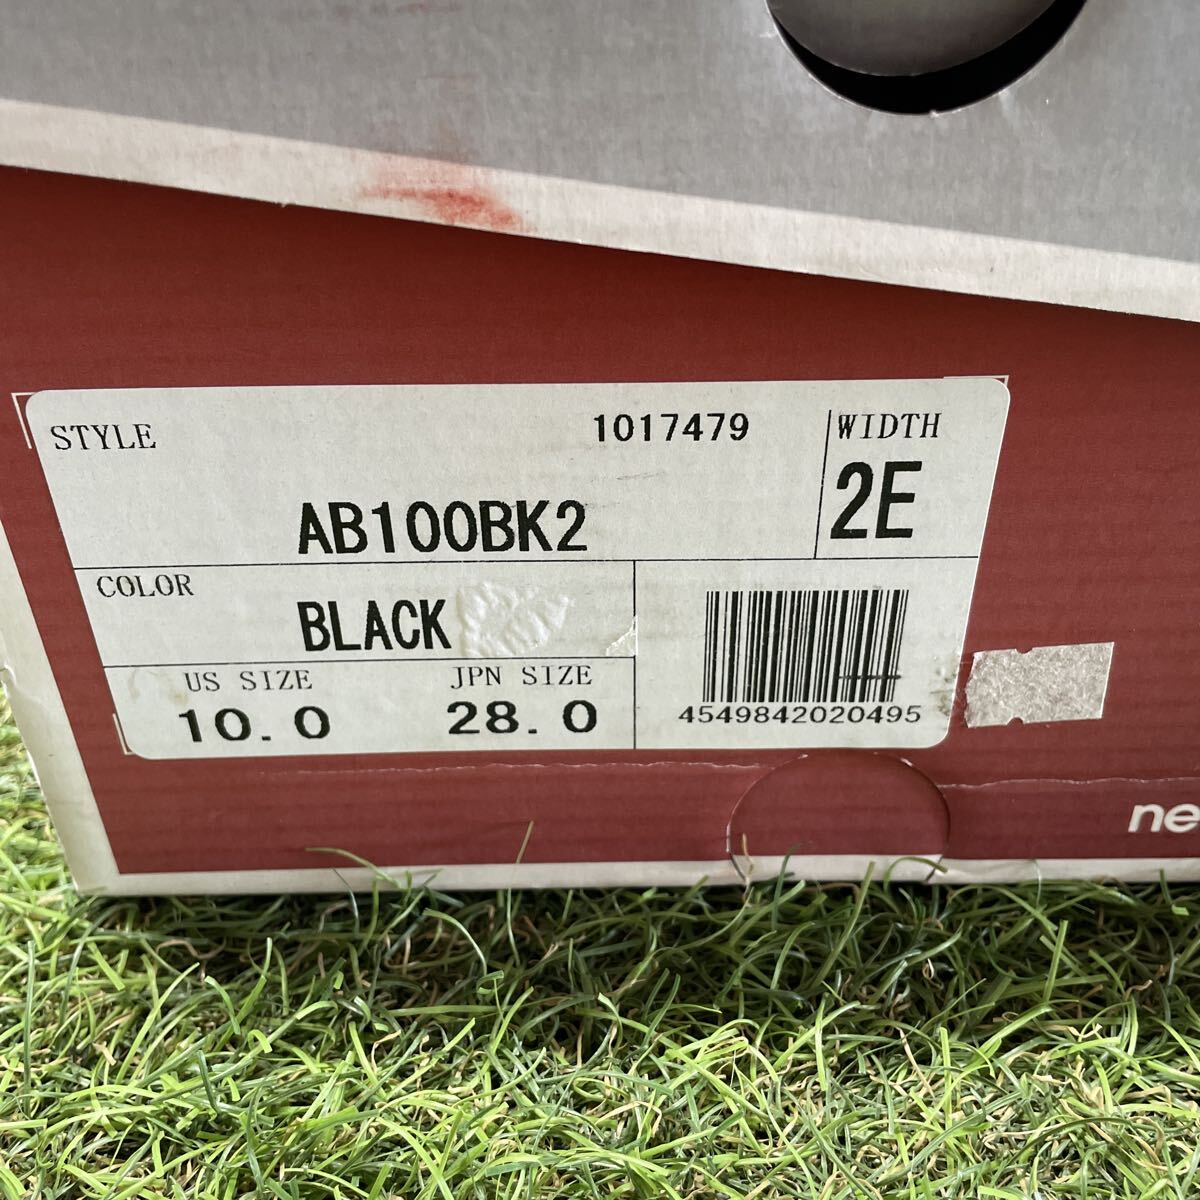 STYLE 1017479 WIDTH
AB100BK2 2E
COLOR
BLACK
US SIZE JPN SIZE
10.0 28.0
4549842020495
ne